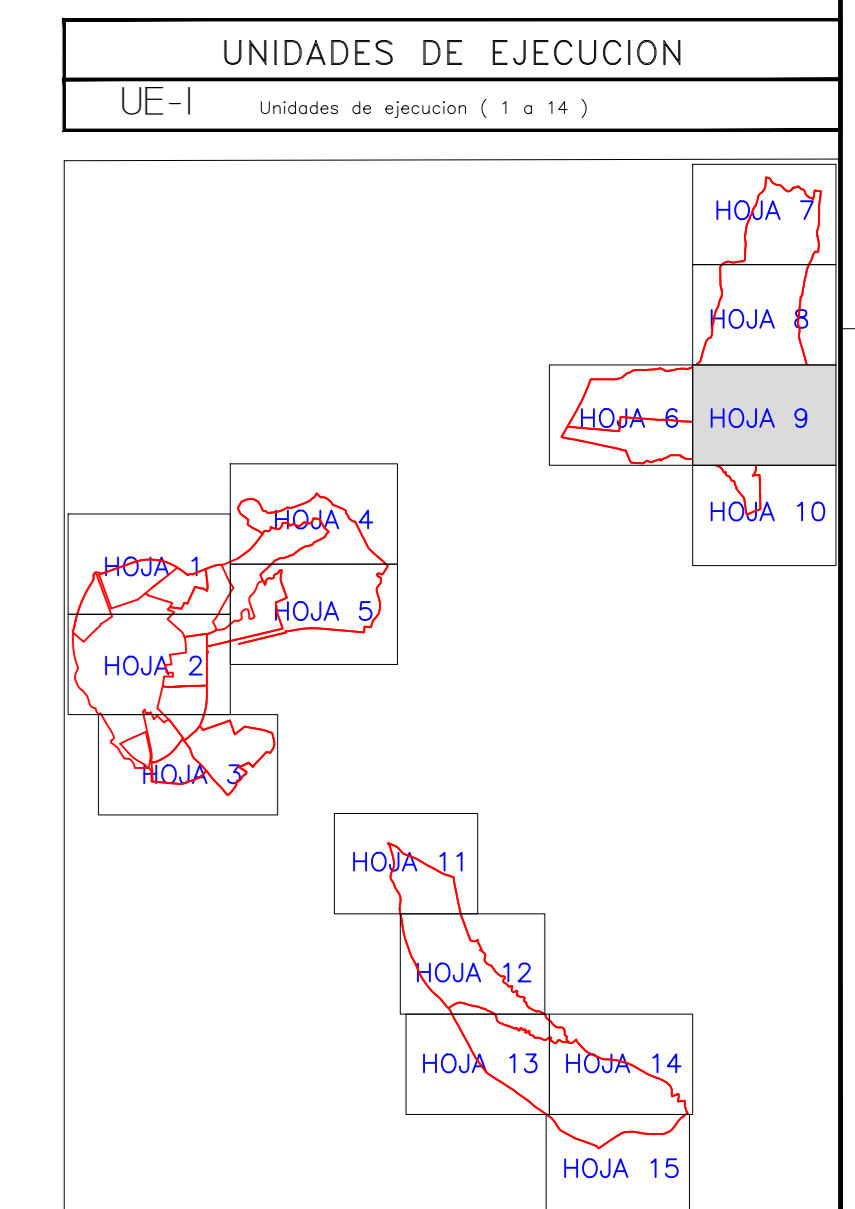 UNIDADES DE EJECUCION
UE-I
Unidades de ejecucion ( 1 a 14 )
HOJA 7
HOJA 8
HOJA 6
HOJA 9
HOJA 10
HOJA 4
HOJA 1
HOJA 5
HOJA 2
HOJA 3
HOJA 11
HOJA 12
HOJA 13
HOJA 14
HOJA 15